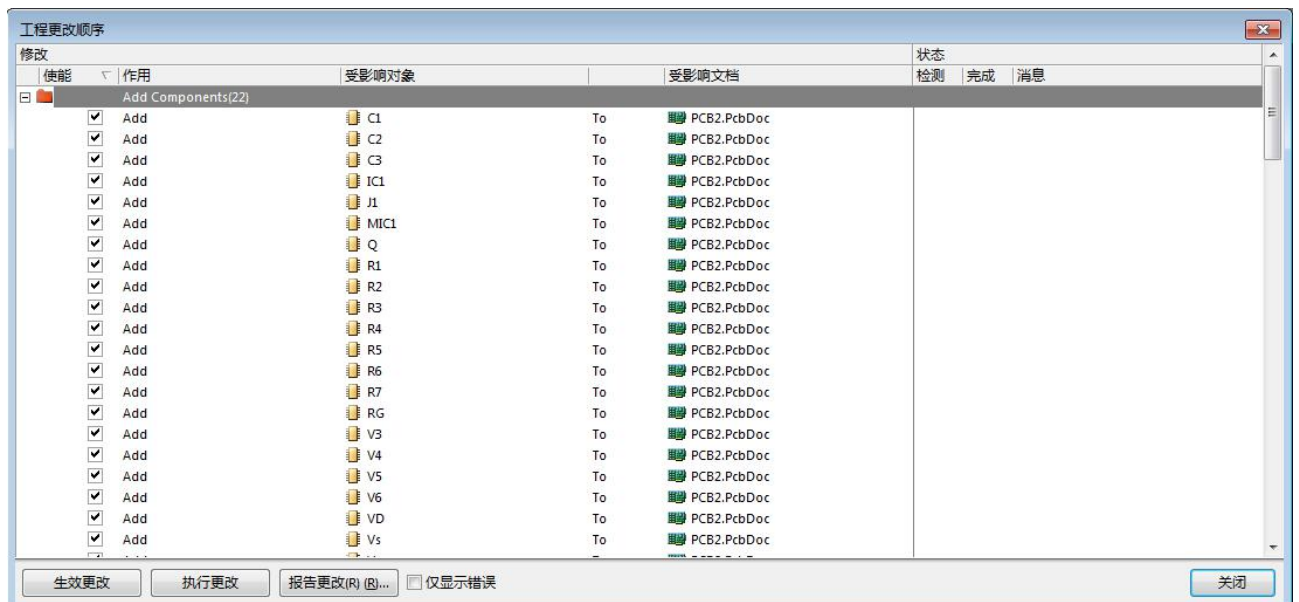 工程更改顺序
修改 状态
使能 作用 受影响对象 受影响文档 检测 完成 消息
Add Components(22)
Add C1 To PCB2.PcbDoc
Add C2 To PCB2.PcbDoc
Add C3 To PCB2.PcbDoc
Add IC1 To PCB2.PcbDoc
Add J1 To PCB2.PcbDoc
Add MIC1 To PCB2.PcbDoc
Add Q To PCB2.PcbDoc
Add R1 To PCB2.PcbDoc
Add R2 To PCB2.PcbDoc
Add R3 To PCB2.PcbDoc
Add R4 To PCB2.PcbDoc
Add R5 To PCB2.PcbDoc
Add R6 To PCB2.PcbDoc
Add R7 To PCB2.PcbDoc
Add RG To PCB2.PcbDoc
Add V3 To PCB2.PcbDoc
Add V4 To PCB2.PcbDoc
Add V5 To PCB2.PcbDoc
Add V6 To PCB2.PcbDoc
Add VD To PCB2.PcbDoc
Add Vs To PCB2.PcbDoc
生效更改 执行更改 报告更改(R) (R)... 仅显示错误 关闭